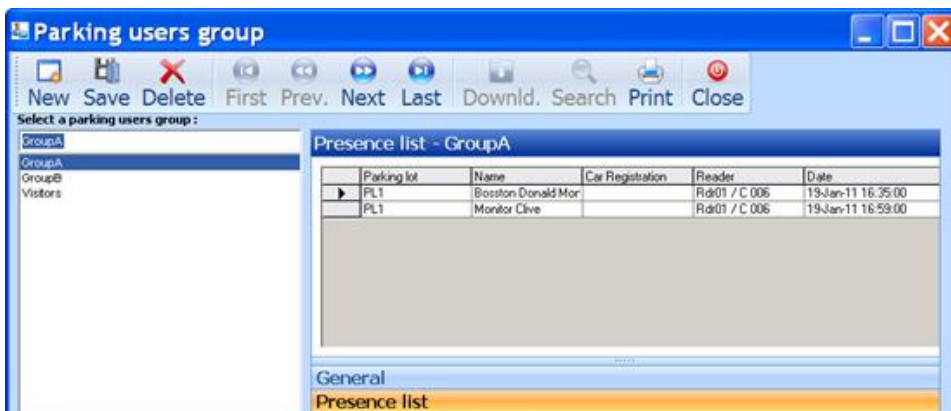 Parking users group
New Save Delete First Prev. Next Last Downld. Search Print Close
Select a parking users group :
GroupA
GroupA
GroupB
Visitors
Presence list - GroupA
Parking lot Name Car Registration Reader Date
PL1 Bosston Donald Mor Rdr01 / C 006 19-Jan-11 16:35:00
PL1 Monitor Clive Rdr01 / C 006 19-Jan-11 16:59:00
General
Presence list